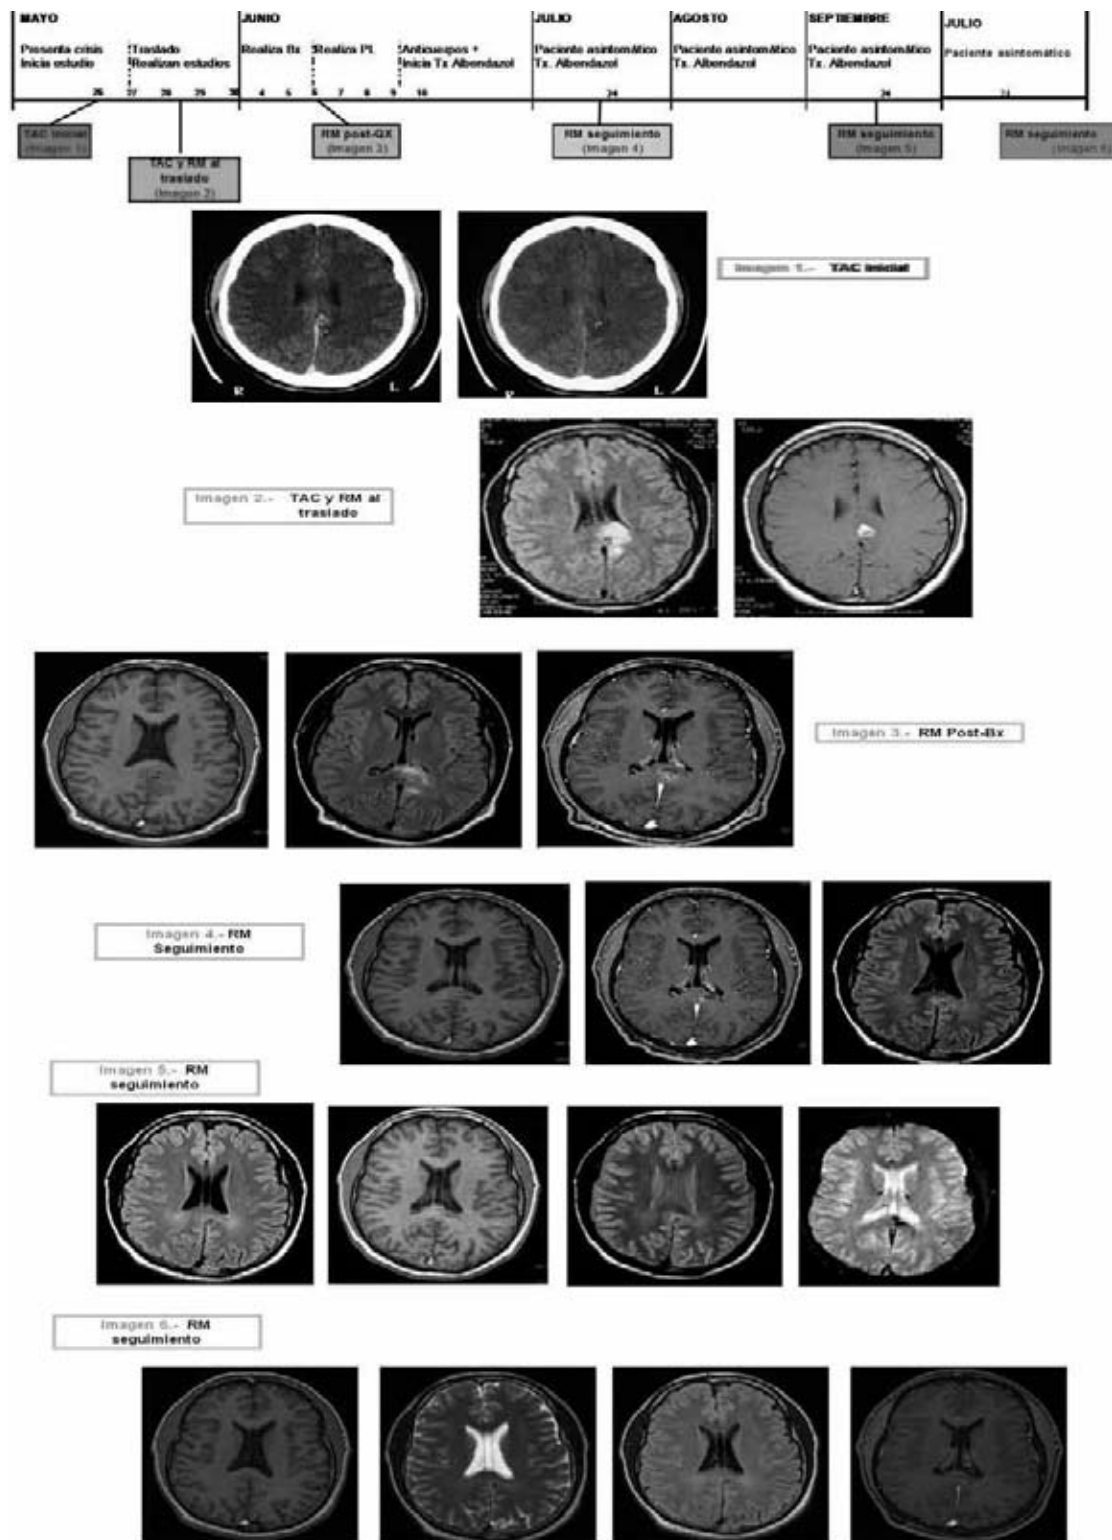 MAYO
Presenta crisis
Inicia estudio
Traslado
Realizan estudios
JUNIO
Realiza Bx
Realiza PL
Anticuerpos +
Inicia Tx Albendazol
JULIO
Paciente asintomático
Tx. Albendazol
AGOSTO
Paciente asintomático
Tx. Albendazol
SEPTIEMBRE
Paciente asintomático
Tx. Albendazol
JULIO
Paciente asintomático
26 27 28 29 30 4 5 6 7 8 9 10 24 24
TAC inicial
(Imagen 1)
TAC y RM al
traslado
(Imagen 2)
RM post-QX
(Imagen 3)
RM seguimiento
(Imagen 4)
RM seguimiento
(Imagen 5)
RM seguimiento
(Imagen 6)
Imagen 1.- TAC inicial
R L
R L
Imagen 2.- TAC y RM al
traslado
Imagen 3.- RM Post-Bx
Imagen 4.- RM
Seguimiento
Imagen 5.- RM
seguimiento
Imagen 6.- RM
seguimiento